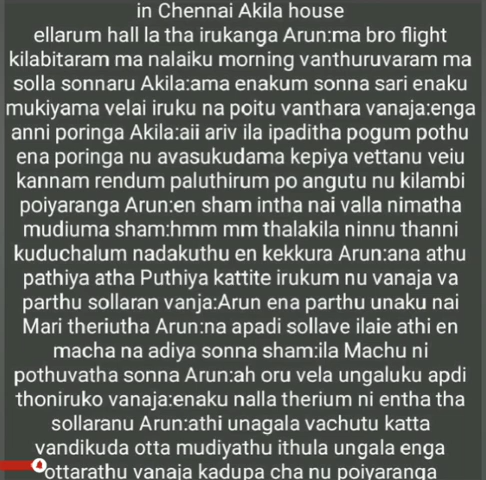 in Chennai Akila house
ellarum hall la tha irukanga Arun:ma bro flight
kilabitaram ma nalaiku morning vanthuruvaram ma
solla sonnaru Akila:ama enakum sonna sari enaku
mukiyama velai iruku na poitu vanthara vanaja:enga
anni poringa Akila:aii ariv ila ipaditha pogum pothu
ena poringa nu avasukudama kepiya vettanu veiu
kannam rendum paluthirum po angutu nu kilambi
poiyaranga Arun:en sham intha nai valla nimatha
mudiuma sham:hmm mm thalakila ninnu thanni
kuduchalum nadakuthu en kekkura Arun:ana athu
pathiya atha Puthiya kattite irukum nu vanaja va
parthu sollaran vanja:Arun ena parthu unaku nai
Mari theriutha Arun:na apadi sollave ilaie athi en
macha na adiya sonna sham:ila Machu ni
pothuvatha sonna Arun:ah oru vela ungaluku apdi
thoniruko vanaja:enaku nalla therium ni entha tha
sollaranu Arun:athi unagala vachutu katta
vandikuda otta mudiyathu ithula ungala enga
ottarathu vanaja kadupa cha nu poiyaranga